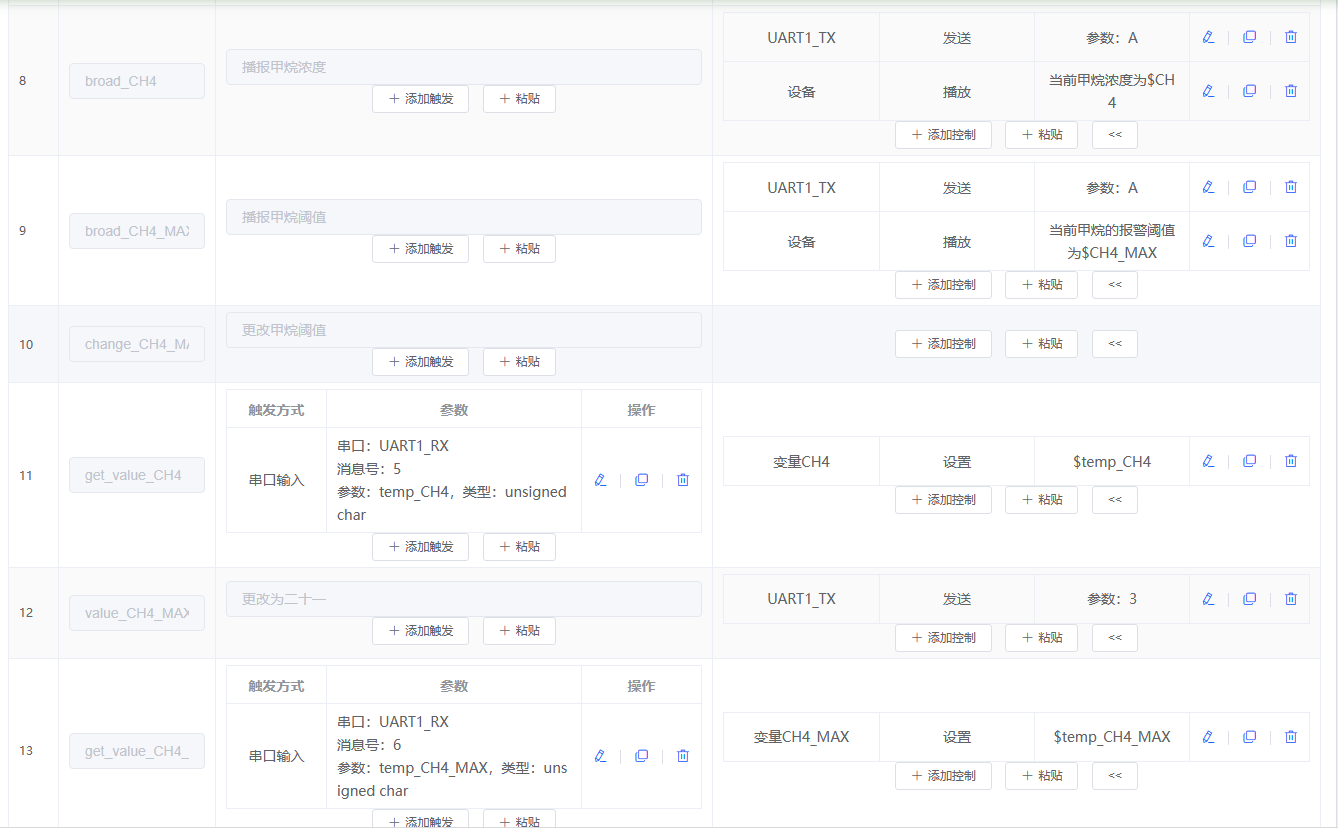 8
broad_CH4
播报甲烷浓度
添加触发
粘贴
UART1_TX
发送
参数：A
设备
播放
当前甲烷浓度为$CH
4
添加控制
粘贴
<<
9
broad_CH4_MAX
播报甲烷阈值
添加触发
粘贴
UART1_TX
发送
参数：A
设备
播放
当前甲烷的报警阈值
为$CH4_MAX
添加控制
粘贴
<<
10
change_CH4_MA
更改甲烷阈值
添加触发
粘贴
添加控制
粘贴
<<
11
get_value_CH4
触发方式
参数
操作
串口输入
串口：UART1_RX
消息号：5
参数：temp_CH4，类型：unsigned
char
添加触发
粘贴
变量CH4
设置
$temp_CH4
添加控制
粘贴
<<
12
value_CH4_MAX
更改为二十一
添加触发
粘贴
UART1_TX
发送
参数：3
添加控制
粘贴
<<
13
get_value_CH4_
触发方式
参数
操作
串口输入
串口：UART1_RX
消息号：6
参数：temp_CH4_MAX，类型：uns
igned char
添加触发
粘贴
变量CH4_MAX
设置
$temp_CH4_MAX
添加控制
粘贴
<<